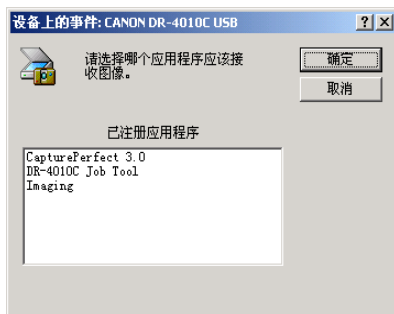 设备上的事件: CANON DR-4010C USB
请选择哪个应用程序应该接
收图像。
确定
取消
已注册应用程序
CapturePerfect 3.0
DR-4010C Job Tool
Imaging